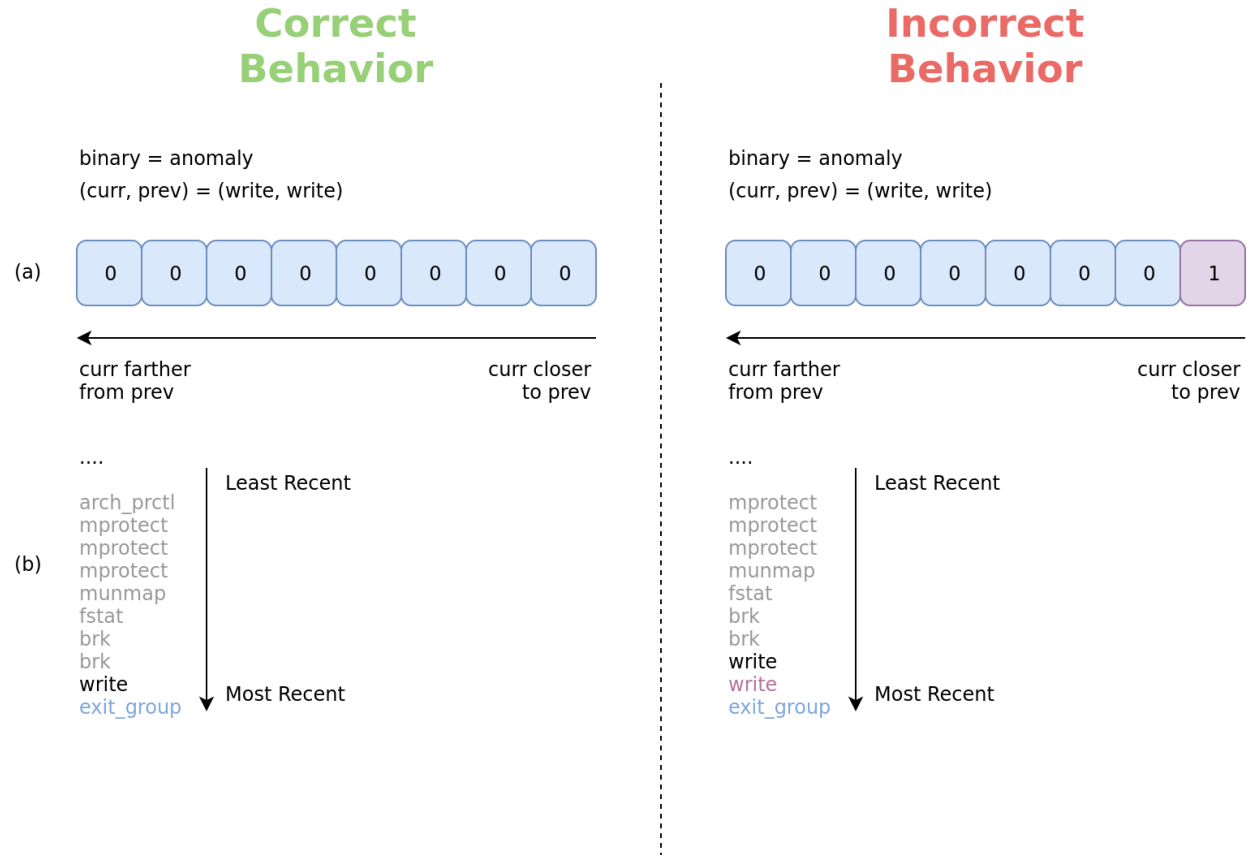 Correct
Behavior
binary = anomaly
(curr, prev) = (write, write)
(a)
0 0 0 0 0 0 0 0
curr farther
from prev
curr closer
to prev
(b)
....
arch_prctl
mprotect
mprotect
mprotect
munmap
fstat
brk
brk
write
exit_group
Least Recent
Most Recent
Incorrect
Behavior
binary = anomaly
(curr, prev) = (write, write)
0 0 0 0 0 0 0 1
curr farther
from prev
curr closer
to prev
....
mprotect
mprotect
mprotect
munmap
fstat
brk
brk
write
write
exit_group
Least Recent
Most Recent